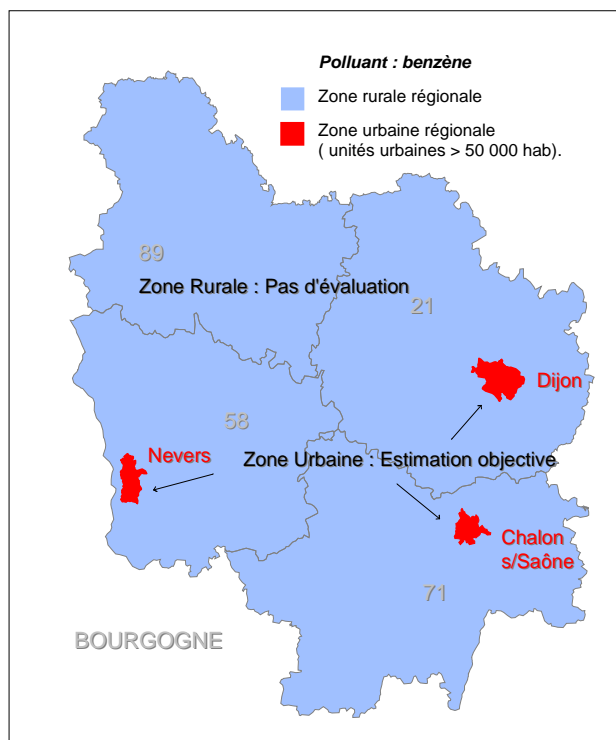 Polluant : benzène
Zone rurale régionale
Zone urbaine régionale
( unités urbaines > 50 000 hab).
89
Zone Rurale : Pas d'évaluation
21
Dijon
58
Nevers
Zone Urbaine : Estimation objective
Chalon
s/Saône
71
BOURGOGNE